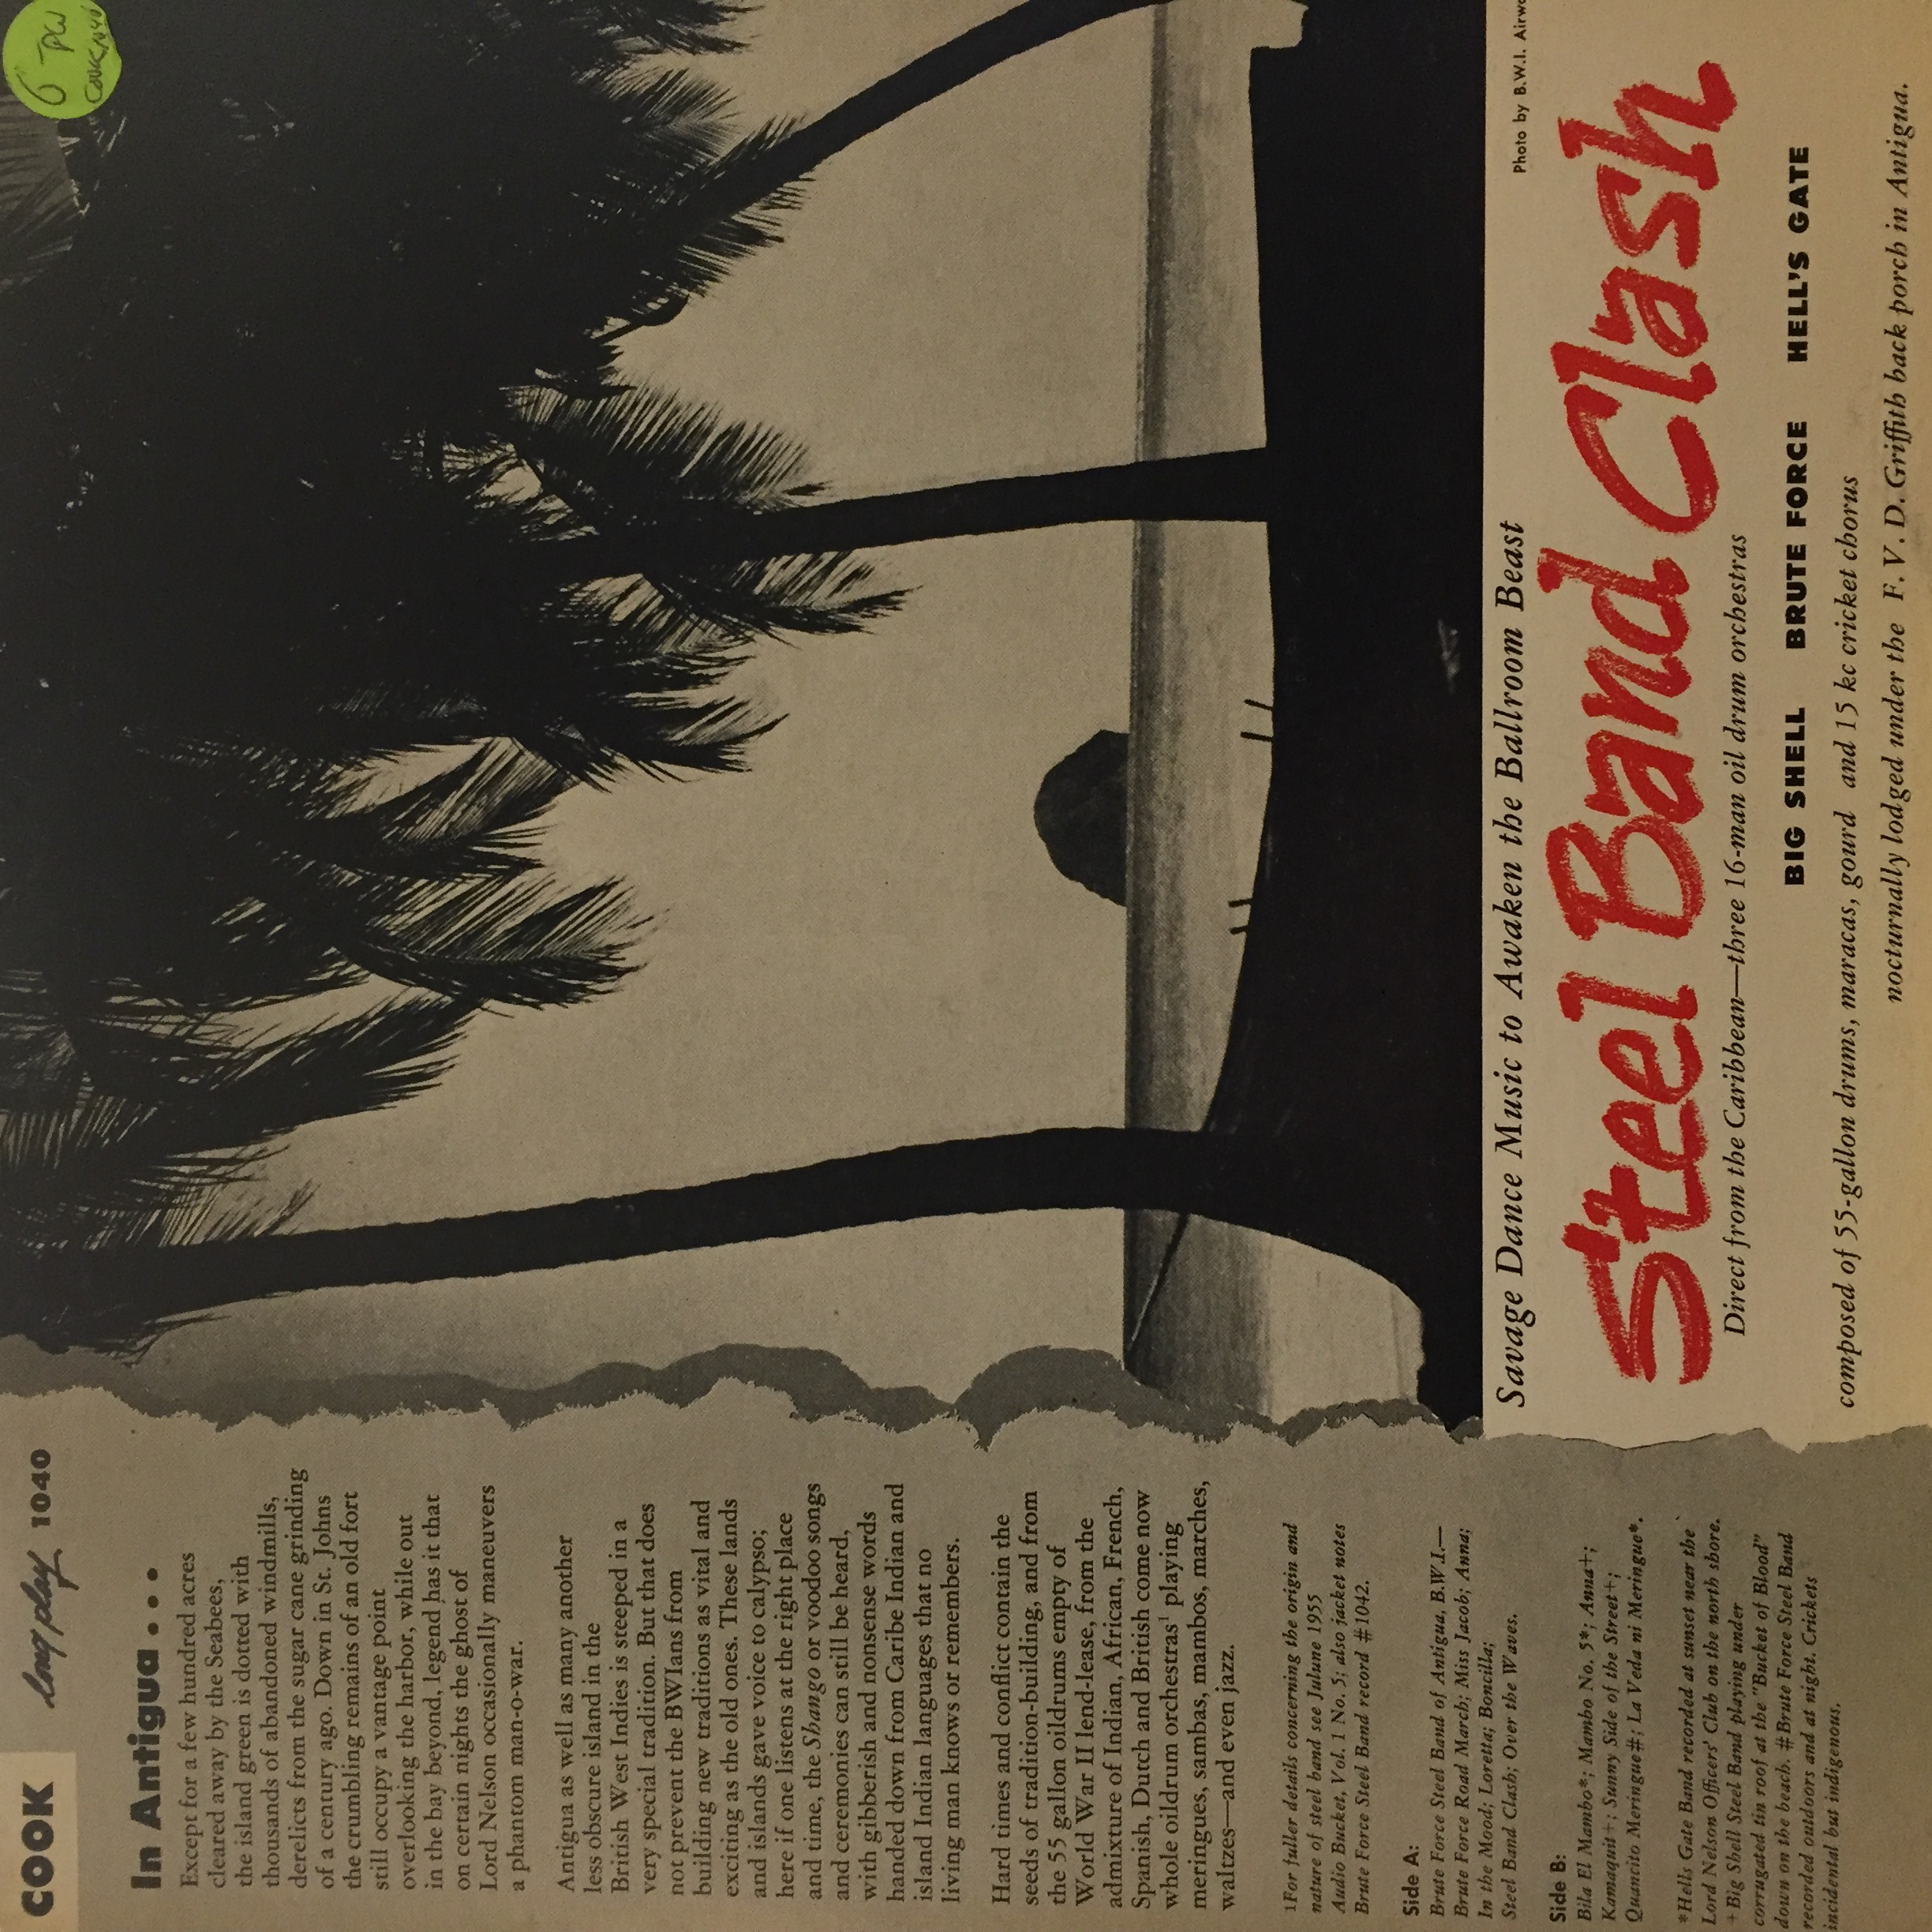 COOK long play 1040
In Antigua . . .
Except for a few hundred acres
cleared away by the Seabees,
the island green is dotted with
thousands of abandoned windmills,
derelicts from the sugar cane grinding
of a century ago. Down in St. Johns
the crumbling remains of an old fort
still occupy a vantage point
overlooking the harbor, while out
in the bay beyond, legend has it that
on certain nights the ghost of
Lord Nelson occasionally maneuvers
a phantom man-o-war.
Antigua as well as many another
less obscure island in the
British West Indies is steeped in a
very special tradition. But that does
not prevent the BWIans from
building new traditions as vital and
exciting as the old ones. These lands
and islands gave voice to calypso;
here if one listens at the right place
and time, the Shango or voodoo songs
and ceremonies can still be heard,
with gibberish and nonsense words
handed down from Caribe Indian and
island Indian languages that no
living man knows or remembers.
Hard times and conflict contain the
seeds of tradition-building, and from
the 55 gallon oildrums empty of
World War II lend-lease, from the
admixture of Indian, African, French,
Spanish, Dutch and British come now
whole oildrum orchestras¹ playing
meringues, sambas, mambos, marches,
waltzes—and even jazz.
¹For fuller details concerning the origin and
nature of steel band see Julune 1955
Audio Bucket, Vol. 1 No. 5; also jacket notes
Brute Force Steel Band record #1042.
Side A:
Brute Force Steel Band of Antigua, B.W.I.—
Brute Force Road March; Miss Jacob; Anna;
In the Mood; Loretta; Boncilla;
Steel Band Clash; Over the Waves.
Side B:
Bila El Mambo*; Mambo No. 5*; Anna+;
Kamaquit+; Sunny Side of the Street+;
Quancito Meringue#; La Veda ni Meringue*.
*Hells Gate Band recorded at sunset near the
Lord Nelson Officers' Club on the north shore.
+Big Shell Steel Band playing under
corrugated tin roof at the "Bucket of Blood"
down on the beach. #Brute Force Steel Band
recorded outdoors and at night. Crickets
incidental but indigenous.
6 -
Photo by B.W.I. Airw
Savage Dance Music to Awaken the Ballroom Beast
Steel Band Clash
Direct from the Caribbean—three 16-man oil drum orchestras
BIG SHELL BRUTE FORCE HELL'S GATE
composed of 55-gallon drums, maracas, gourd and 15 kc cricket chorus
nocturnally lodged under the F. V. D. Griffith back porch in Antigua.